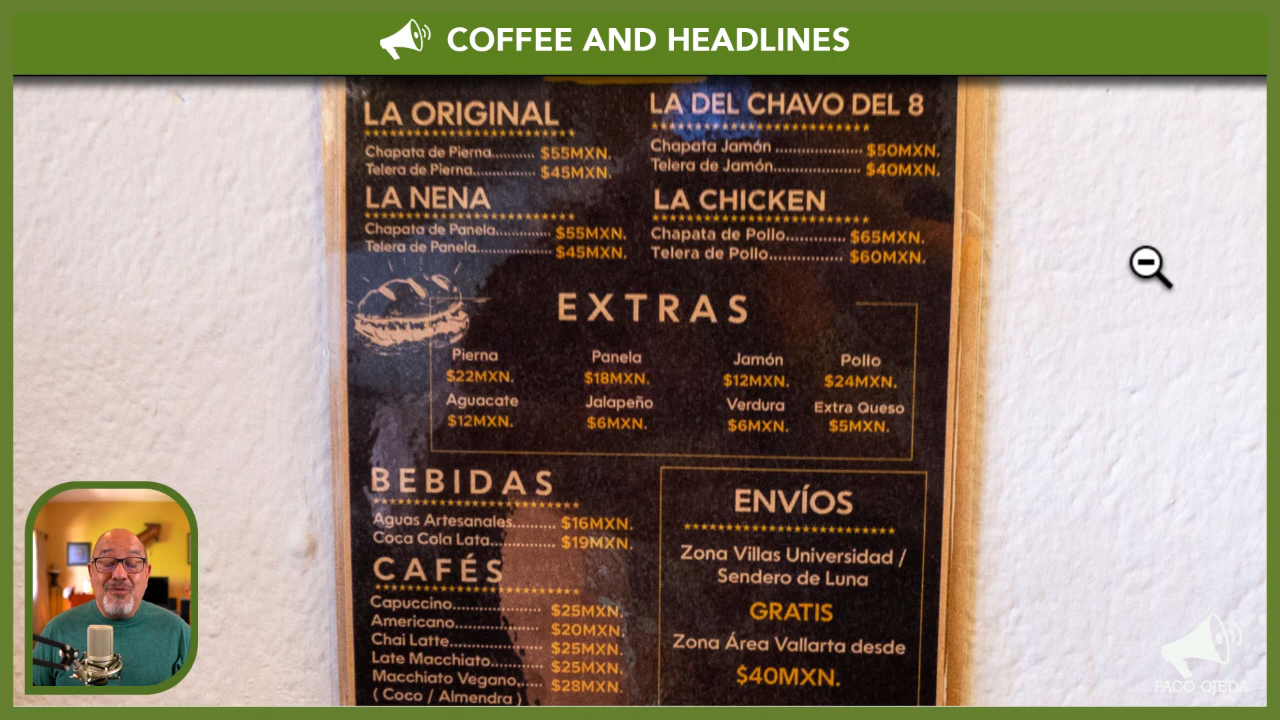 COFFEE AND HEADLINES
LA ORIGINAL
Chapata de Pierna.......... $55MXN.
Telera de Pierna............... $45MXN.
LA DEL CHAVO DEL 8
Chapata Jamón .................... $50MXN.
Telera de Jamón.................... $40MXN.
LA NENA
Chapata de Panela............. $55MXN.
Telera de Panela................. $45MXN.
LA CHICKEN
Chapata de Pollo.............. $65MXN.
Telera de Pollo................. $60MXN.
EXTRAS
Pierna Panela Jamón Pollo
$22MXN. $18MXN. $12MXN. $24MXN.
Aguacate Jalapeño Verdura Extra Queso
$12MXN. $6MXN. $6MXN. $5MXN.
BEBIDAS
Aguas Artesanales.......... $16MXN.
Coca Cola Lata............... $19MXN.
CAFÉS
Capuccino.................... $25MXN.
Americano.................... $20MXN.
Chai Latte..................... $25MXN.
Late Macchiato.............. $25MXN.
Macchiato Vegano......... $28MXN.
( Coco / Almendra )
ENVÍOS
Zona Villas Universidad /
Sendero de Luna
GRATIS
Zona Área Vallarta desde
$40MXN.
PACO OJEDA